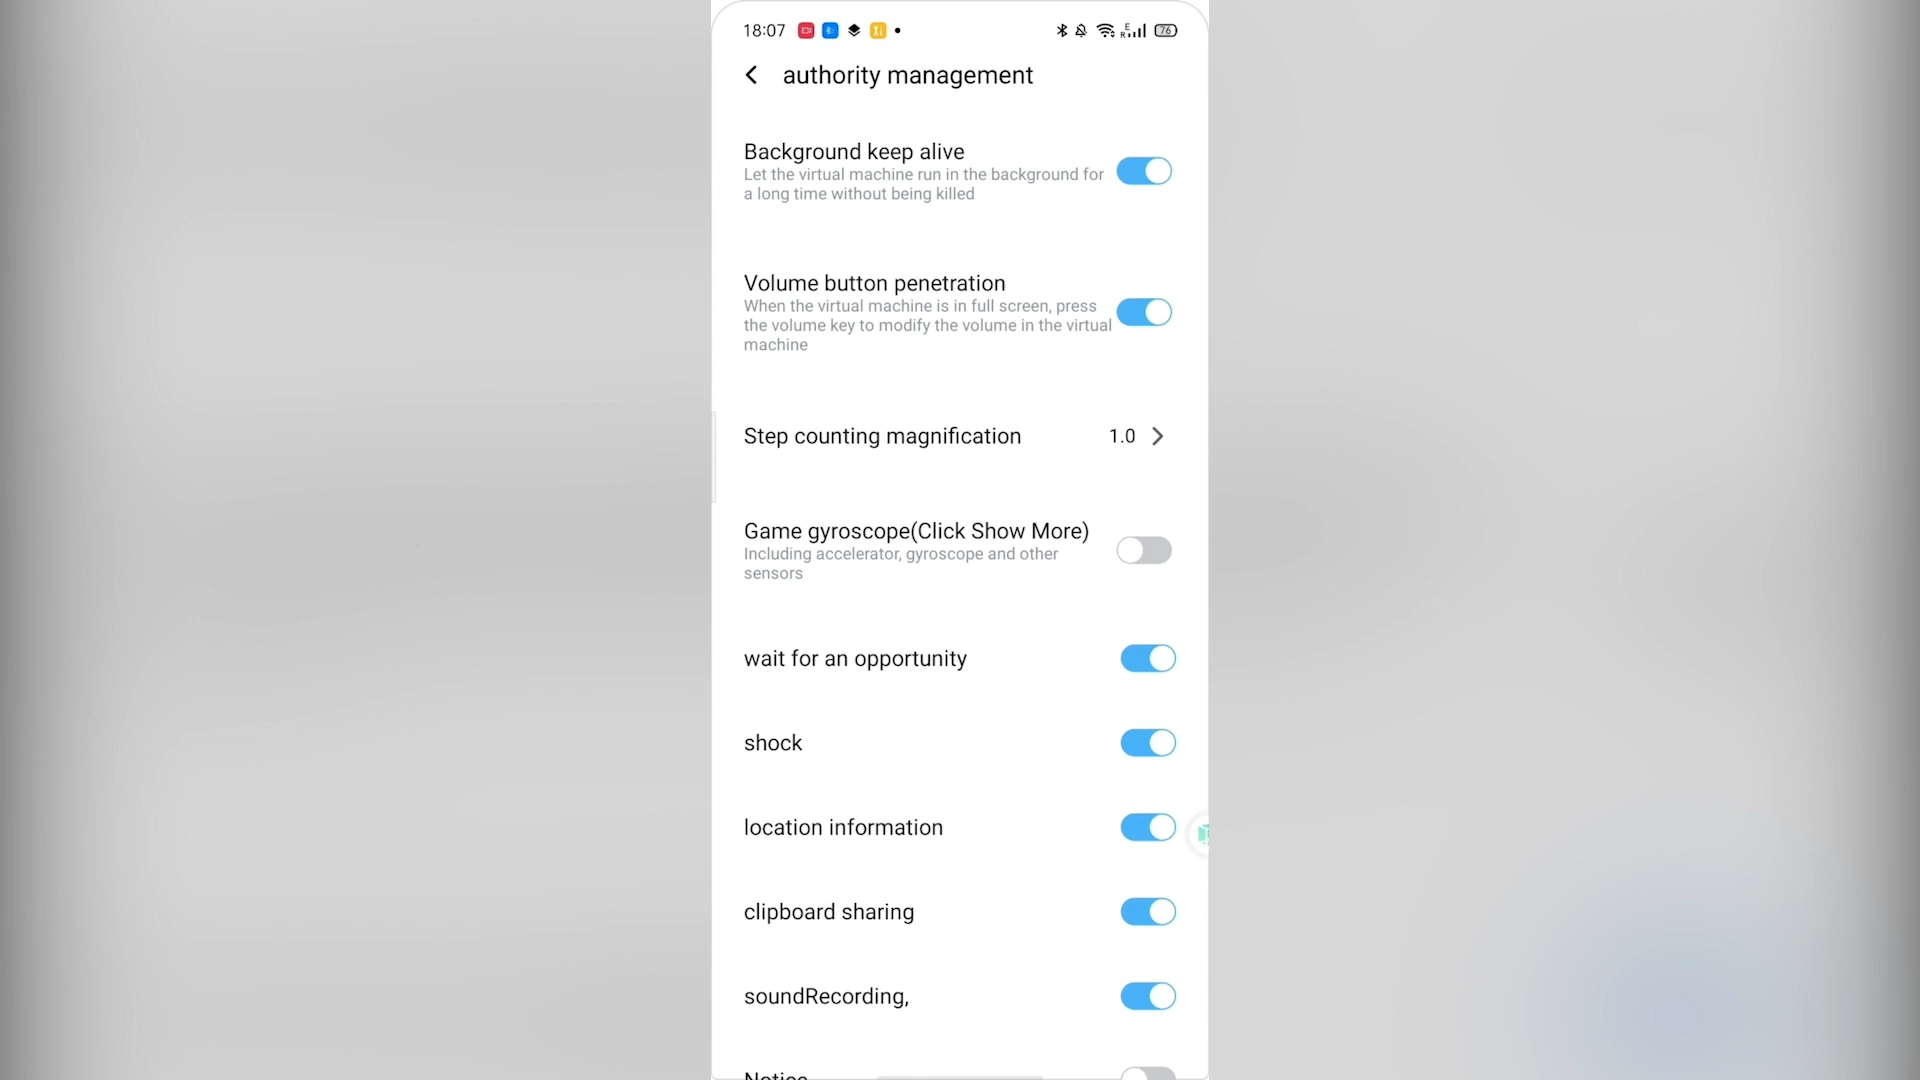 18:07
76
authority management
Background keep alive
Let the virtual machine run in the background for
a long time without being killed
Volume button penetration
When the virtual machine is in full screen, press
the volume key to modify the volume in the virtual
machine
Step counting magnification 1.0
Game gyroscope(Click Show More)
Including accelerator, gyroscope and other
sensors
wait for an opportunity
shock
location information
clipboard sharing
soundRecording,
Notice